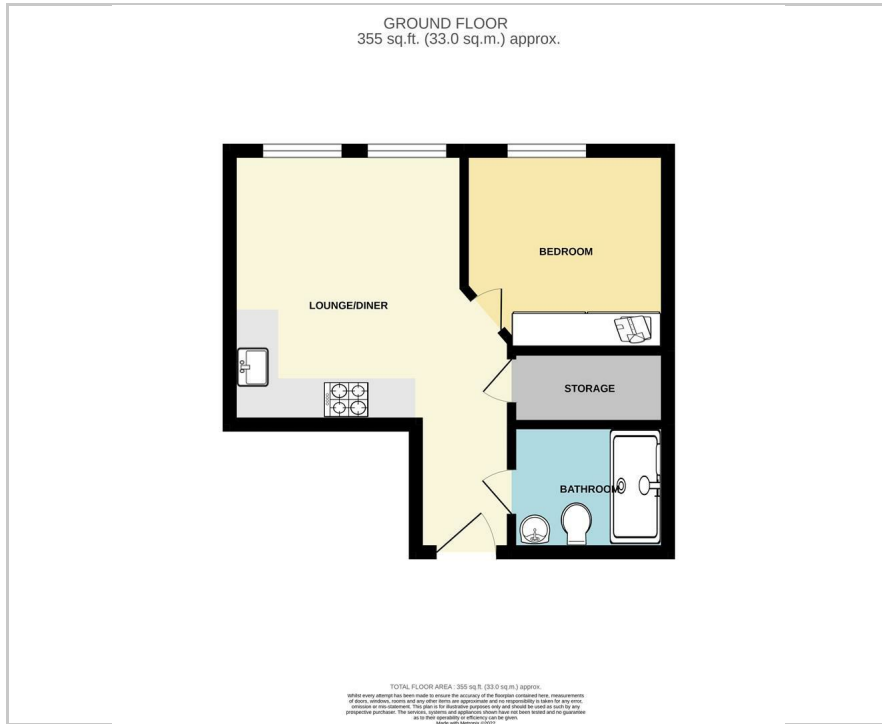 GROUND FLOOR
355 sq.ft. (33.0 sq.m.) approx.
BEDROOM
LOUNGE/DINER
STORAGE
BATHROOM
TOTAL FLOOR AREA : 355 sq.ft. (33.0 sq.m.) approx.
Whilst every attempt has been made to ensure the accuracy of the floorplan contained here, measurements
of doors, windows, rooms and any other items are approximate and no responsibility is taken for any error,
omission or mis-statement. This plan is for illustrative purposes only and should be used as such by any
prospective purchaser. The services, systems and appliances shown have not been tested and no guarantee
as to their operability or efficiency can be given.
Made with Metropix ©2022